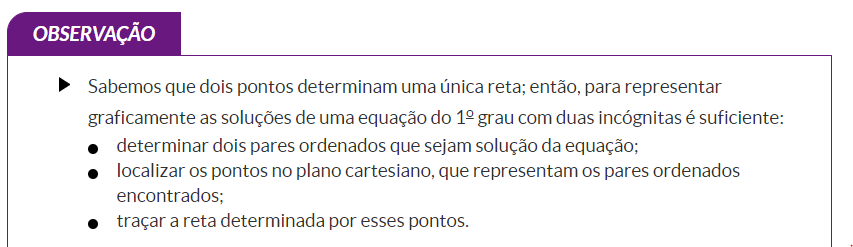 OBSERVAÇÃO
Sabemos que dois pontos determinam uma única reta; então, para representar
graficamente as soluções de uma equação do 1º grau com duas incógnitas é suficiente:
determinar dois pares ordenados que sejam solução da equação;
localizar os pontos no plano cartesiano, que representam os pares ordenados
encontrados;
traçar a reta determinada por esses pontos.